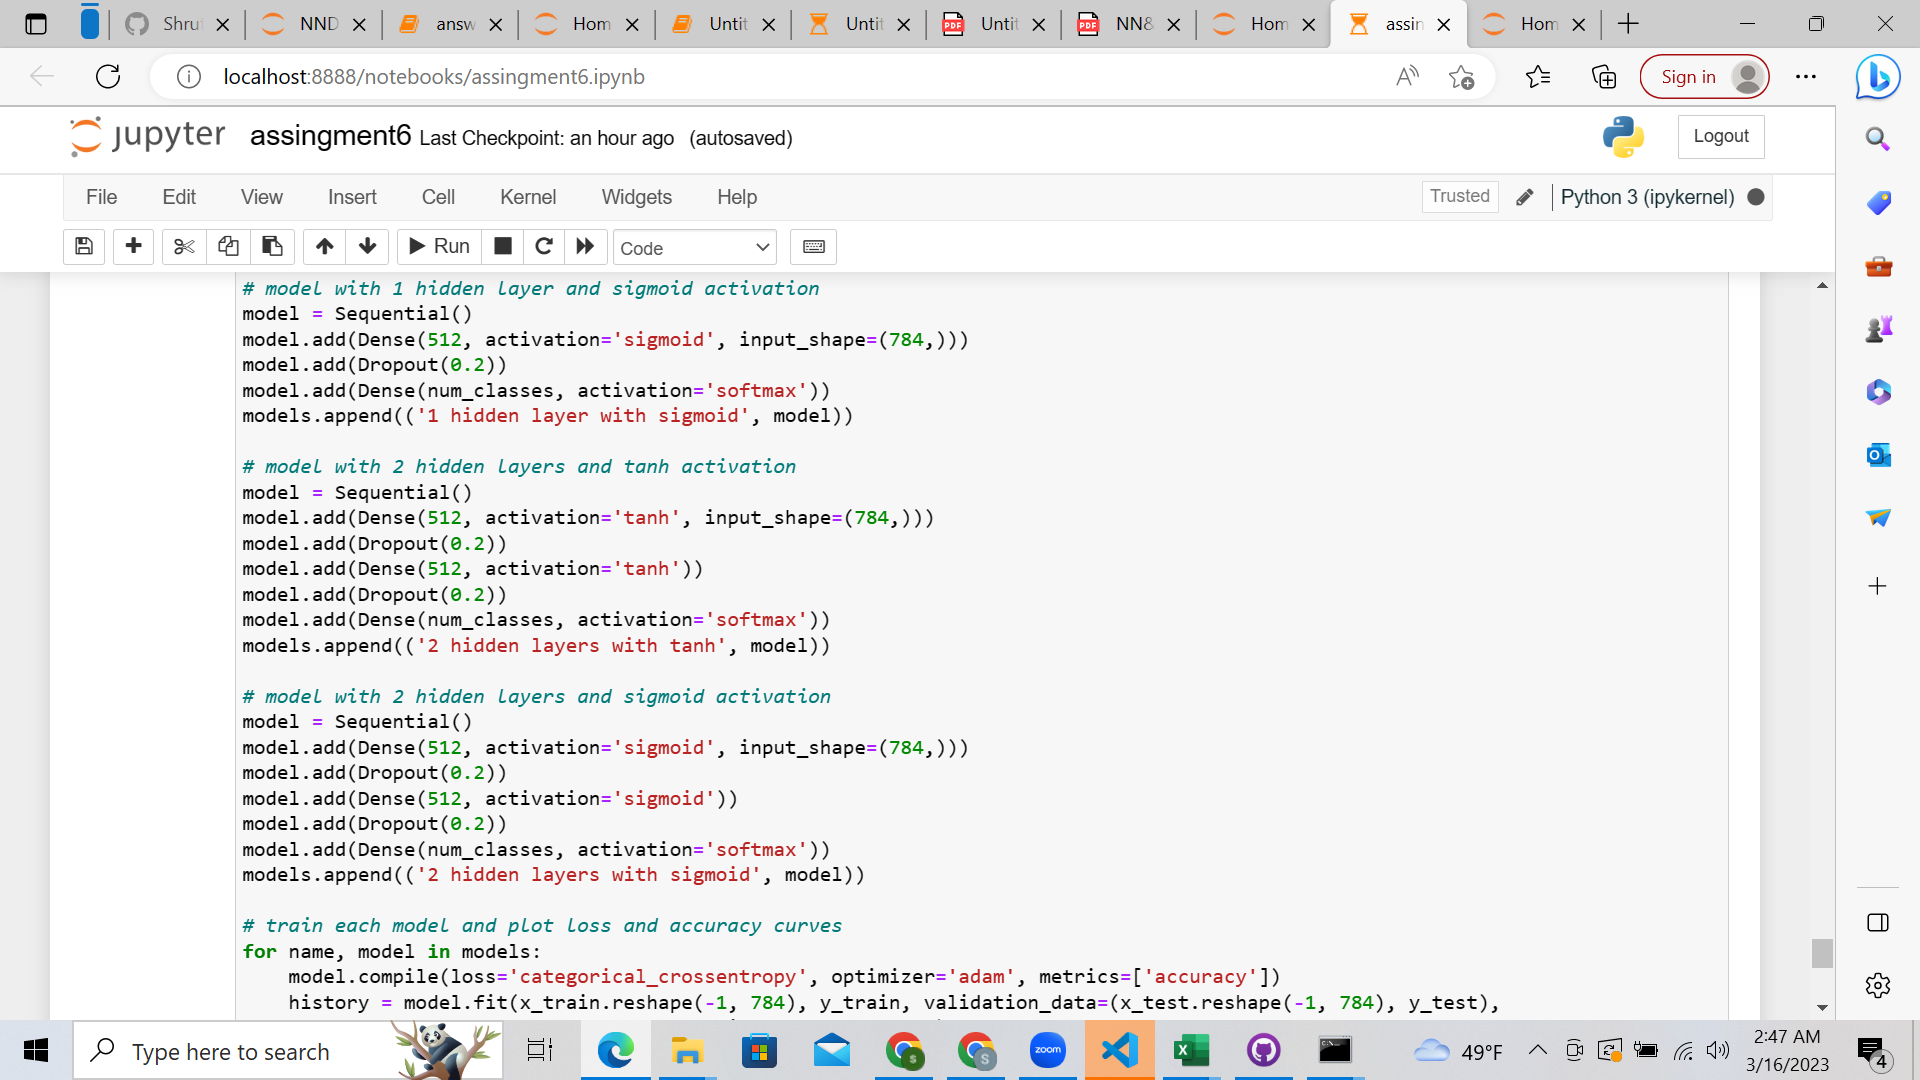 Shru
NND
answ
Hom
Untit
Untit
PDF
Untit
PDF
NN&
Hom
assin
Hom
localhost:8888/notebooks/assingment6.ipynb
Sign in
jupyter
assingment6 Last Checkpoint: an hour ago (autosaved)
Logout
File Edit View Insert Cell Kernel Widgets Help
Trusted
Python 3 (ipykernel)
Run
Code
# model with 1 hidden layer and sigmoid activation
model = Sequential()
model.add(Dense(512, activation='sigmoid', input_shape=(784,)))
model.add(Dropout(0.2))
model.add(Dense(num_classes, activation='softmax'))
models.append(('1 hidden layer with sigmoid', model))
# model with 2 hidden layers and tanh activation
model = Sequential()
model.add(Dense(512, activation='tanh', input_shape=(784,)))
model.add(Dropout(0.2))
model.add(Dense(512, activation='tanh'))
model.add(Dropout(0.2))
model.add(Dense(num_classes, activation='softmax'))
models.append(('2 hidden layers with tanh', model))
# model with 2 hidden layers and sigmoid activation
model = Sequential()
model.add(Dense(512, activation='sigmoid', input_shape=(784,)))
model.add(Dropout(0.2))
model.add(Dense(512, activation='sigmoid'))
model.add(Dropout(0.2))
model.add(Dense(num_classes, activation='softmax'))
models.append(('2 hidden layers with sigmoid', model))
# train each model and plot loss and accuracy curves
for name, model in models:
model.compile(loss='categorical_crossentropy', optimizer='adam', metrics=['accuracy'])
history = model.fit(x_train.reshape(-1, 784), y_train, validation_data=(x_test.reshape(-1, 784), y_test),
Type here to search
zoom
49°F
2:47 AM
3/16/2023
4